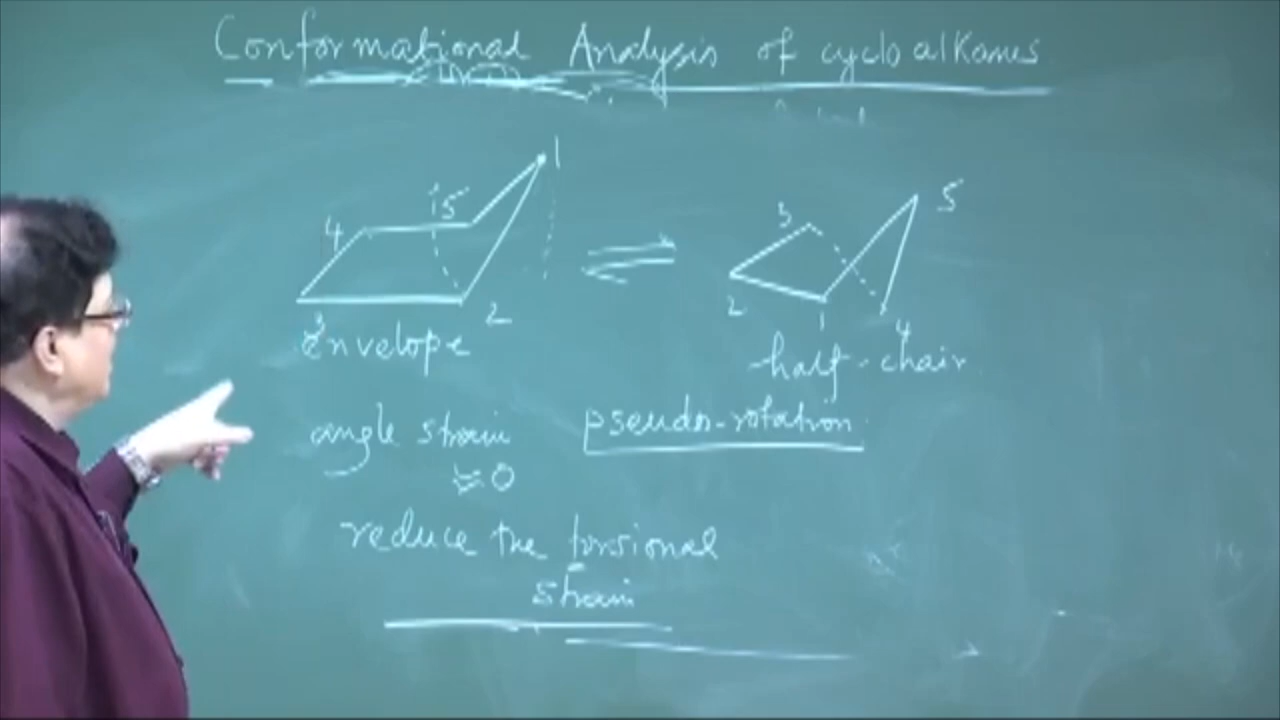 Conformational Analysis of cycloalkanes
1
5
4
3
2
envelope
3
2
1
4
5
half-chair
angle strain
≈0
pseudo-rotation
reduce the torsional
strain